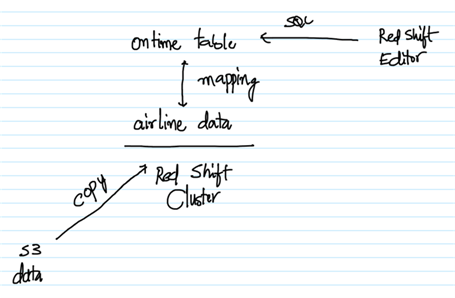 SQL
ontime table
Red Shift
Editor
mapping
airline data
Red Shift
Cluster
COPY
S3
data